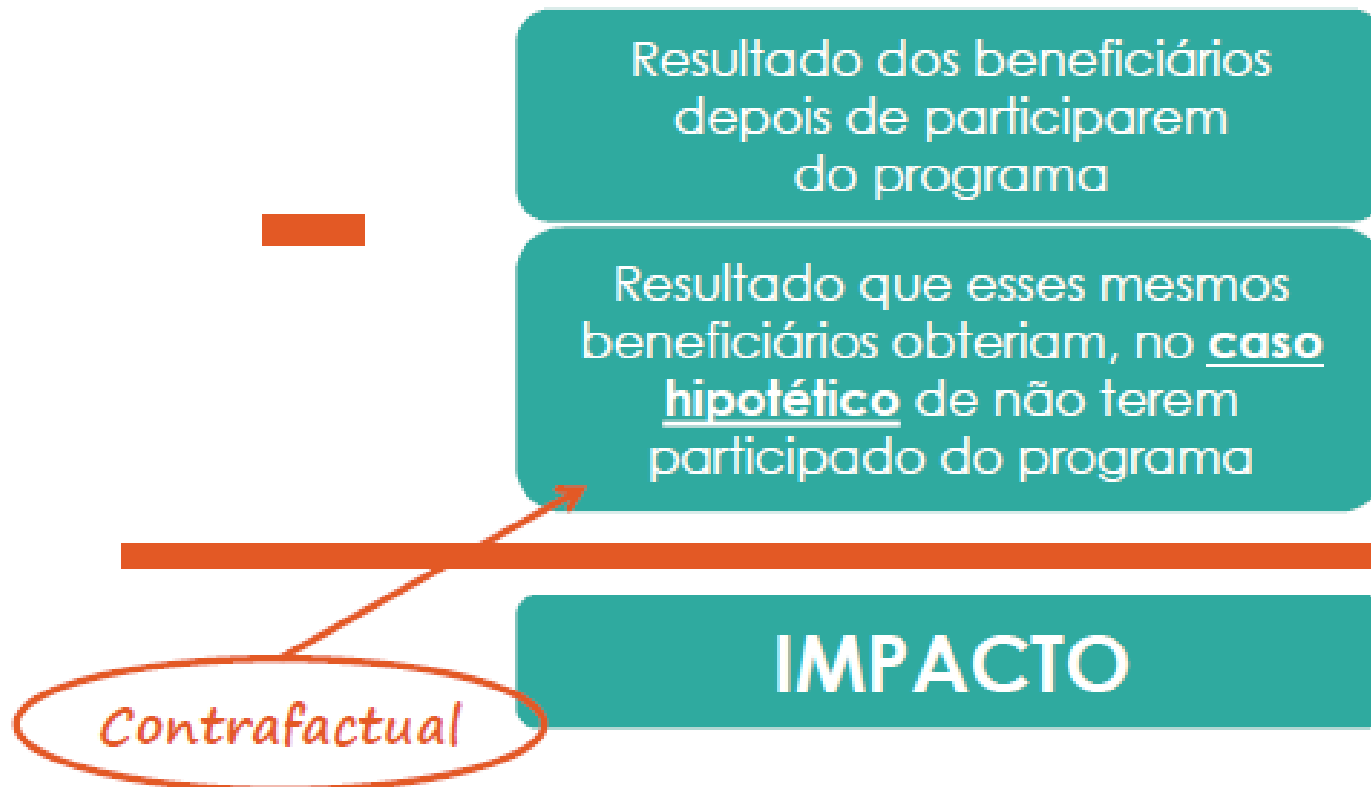 Resultado dos beneficiários
depois de participarem
do programa
Resultado que esses mesmos
beneficiários obteriam, no caso
hipotético de não terem
participado do programa
IMPACTO
Contrafactual